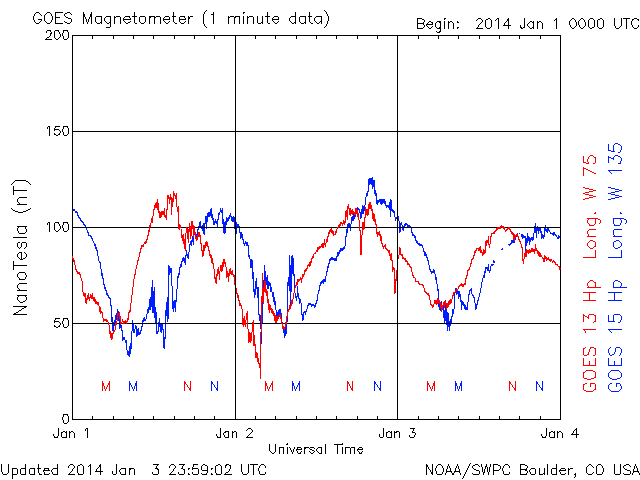 GOES Magnetometer (1 minute data)
Begin: 2014 Jan 1 0000 UTC
200
150
100
50
0
NanoTesla (nT)
GOES 13 Hp Long. W 75
GOES 15 Hp Long. W 135
M M N N M M N N M M N N
Jan 1 Jan 2 Jan 3 Jan 4
Universal Time
Updated 2014 Jan 3 23:59:02 UTC
NOAA/SWPC Boulder, CO USA